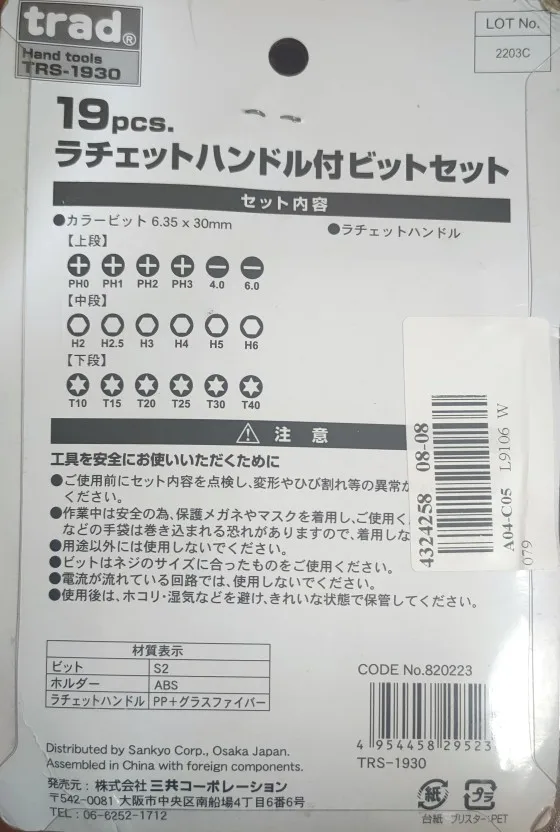 trad®
Hand tools
TRS-1930
LOT No.
2203C
19pcs.
ラチェットハンドル付ビットセット
セット内容
●カラービット 6.35 x 30mm
●ラチェットハンドル
【上段】
PH0 PH1 PH2 PH3 4.0 6.0
【中段】
H2 H2.5 H3 H4 H5 H6
【下段】
T10 T15 T20 T25 T30 T40
注意
工具を安全にお使いいただくために
●ご使用前にセット内容を点検し、変形やひび割れ等の異常が
ください。
●作業中は安全の為、保護メガネやマスクを着用し、ご使用く
などの手袋は巻き込まれる恐れがありますので、着用しな
●用途以外には使用しないでください。
●ビットはネジのサイズに合ったものをご使用ください。
●電流が流れている回路では、使用しないでください。
●使用後は、ホコリ・湿気などを避け、きれいな状態で保管してください。
4324258 08-08
A04-C05 L9106 W
079
材質表示
ビット S2
ホルダー ABS
ラチェットハンドル PP+グラスファイバー
CODE No.820223
4 954458 29523
TRS-1930
Distributed by Sankyo Corp., Osaka Japan.
Assembled in China with foreign components.
発売元：株式会社 三共コーポレーション
〒542-0081 大阪市中央区南船場4丁目6番6号
TEL：06-6252-1712
紙 プラ
台紙 ブリスター:PET